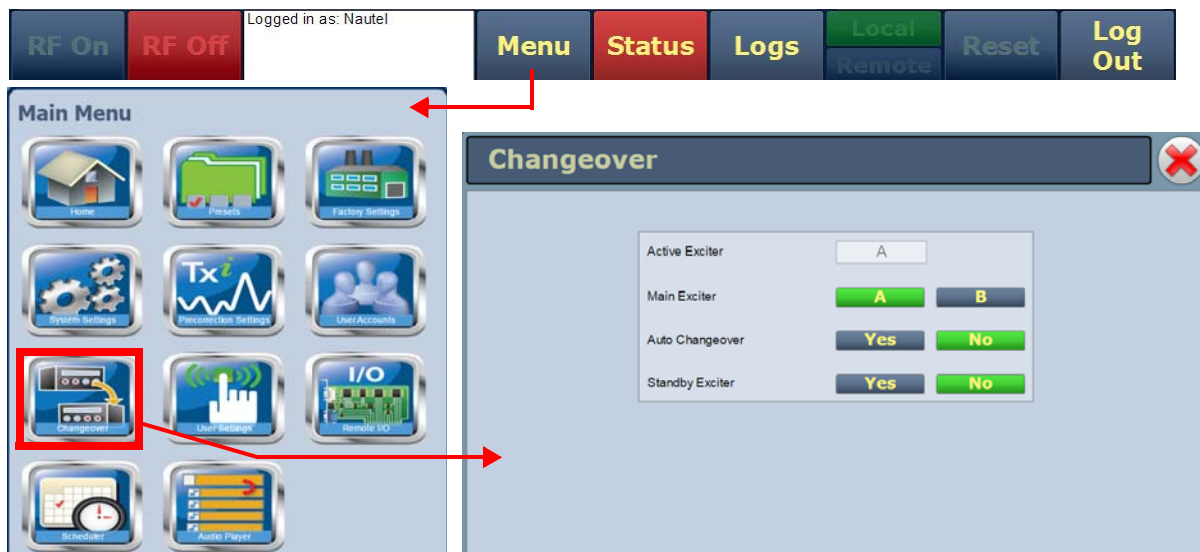 RF On
RF Off
Logged in as: Nautel
Menu
Status
Logs
Local
Remote
Reset
Log
Out
Main Menu
Home
Presets
Factory Settings
Tx i
System Settings
Precorrection Settings
User Accounts
I/O
Changeover
User Settings
Remote I/O
Scheduler
Audio Player
Changeover
Active Exciter A
Main Exciter A B
Auto Changeover Yes No
Standby Exciter Yes No